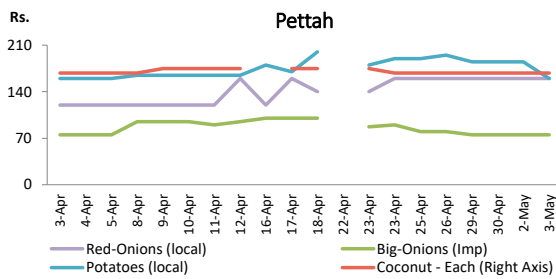 Rs.
Pettah
210
140
70
0
3-Apr
4-Apr
5-Apr
8-Apr
9-Apr
10-Apr
11-Apr
12-Apr
16-Apr
17-Apr
18-Apr
22-Apr
23-Apr
23-Apr
25-Apr
26-Apr
29-Apr
30-Apr
2-May
3-May
Red-Onions (local)
Big-Onions (Imp)
Potatoes (local)
Coconut - Each (Right Axis)